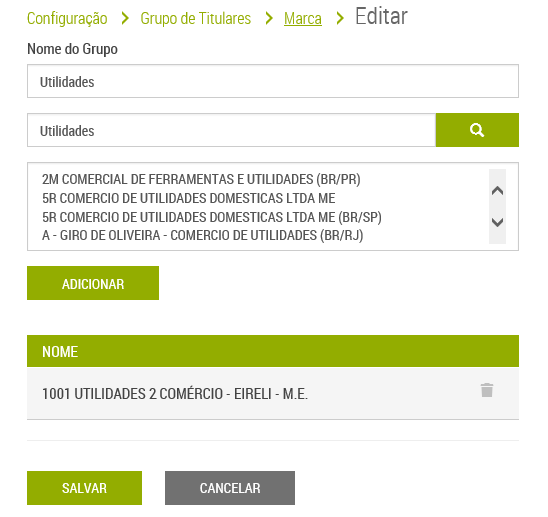 Configuração > Grupo de Titulares > Marca > Editar
Nome do Grupo
Utilidades
Utilidades
2M COMERCIAL DE FERRAMENTAS E UTILIDADES (BR/PR)
5R COMERCIO DE UTILIDADES DOMESTICAS LTDA ME
5R COMERCIO DE UTILIDADES DOMESTICAS LTDA ME (BR/SP)
A - GIRO DE OLIVEIRA - COMERCIO DE UTILIDADES (BR/RJ)
ADICIONAR
NOME
1001 UTILIDADES 2 COMÉRCIO - EIRELI - M.E.
SALVAR CANCELAR